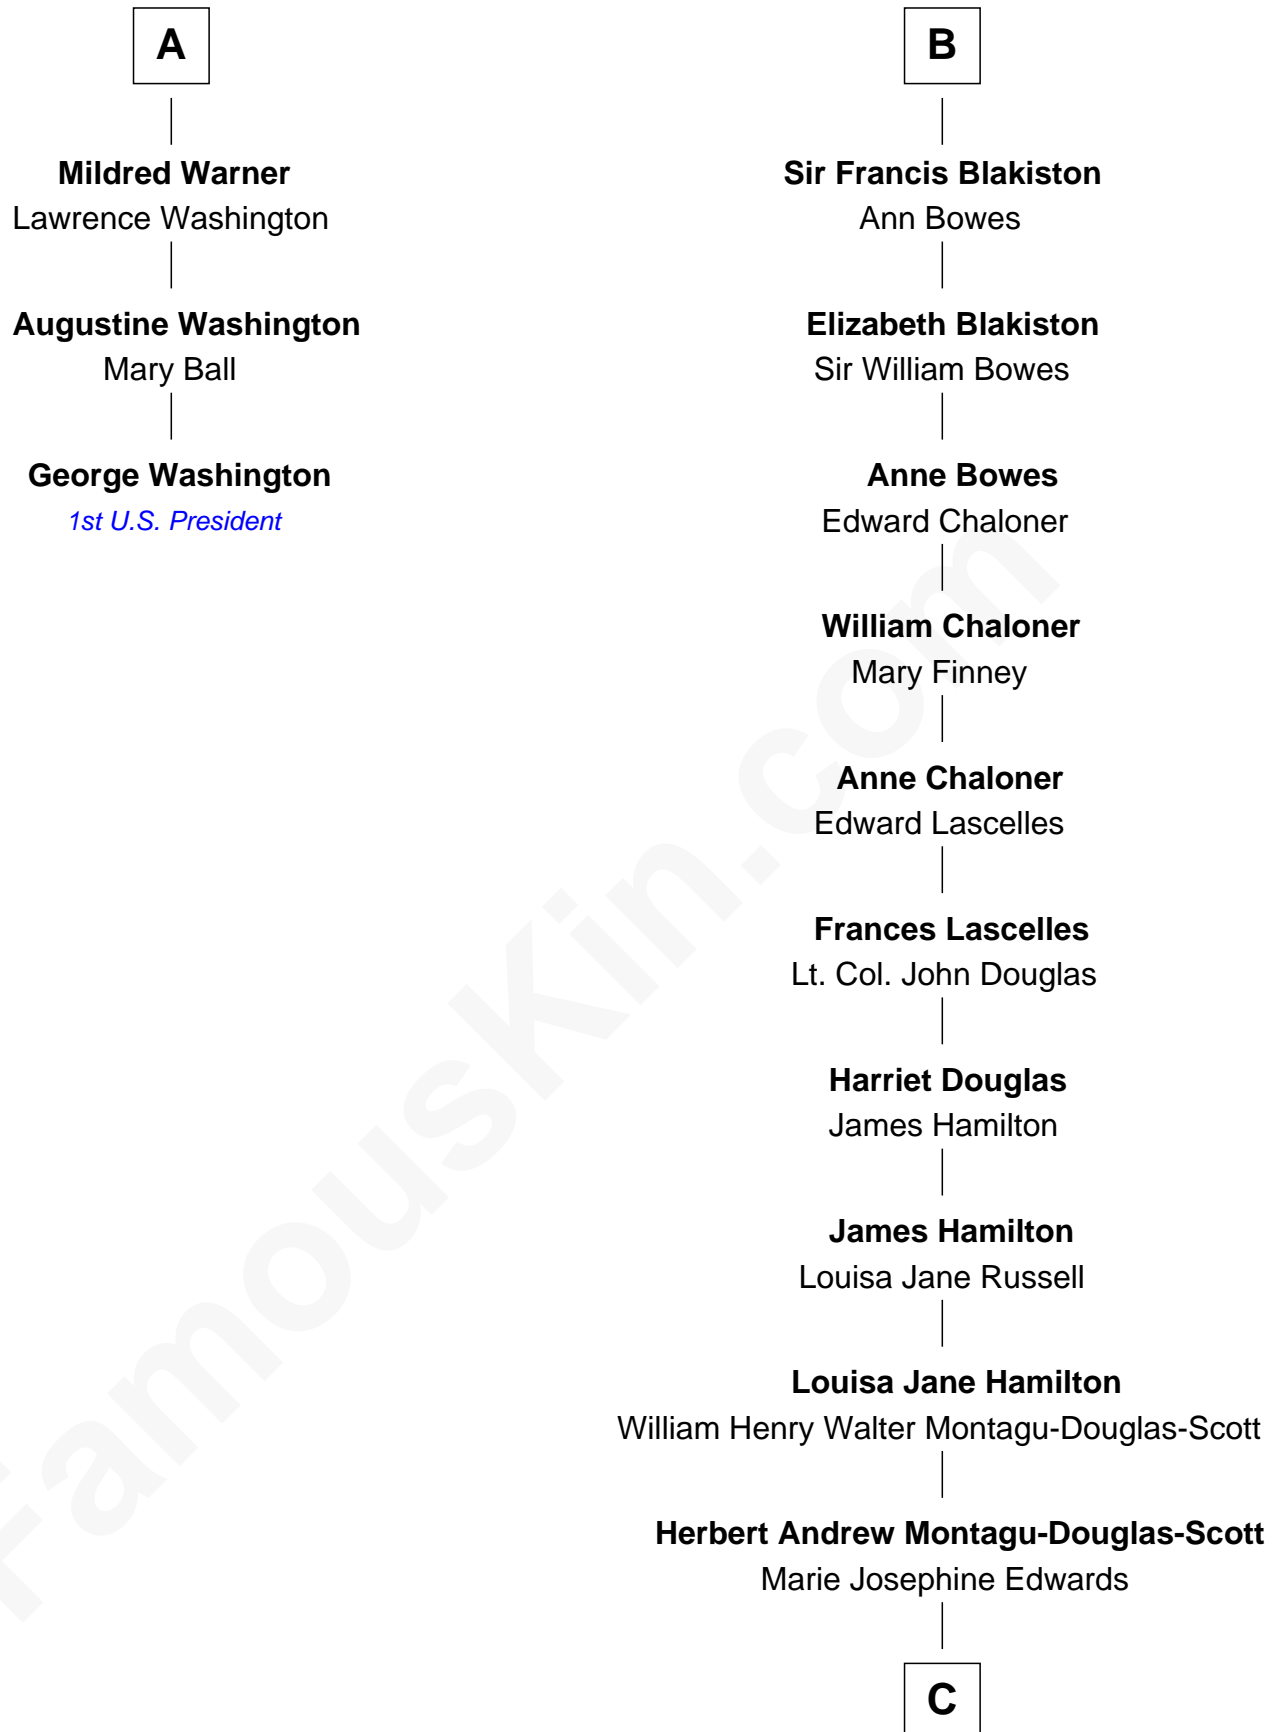 A
Mildred Warner
Lawrence Washington
Augustine Washington
Mary Ball
George Washington
1st U.S. President
B
Sir Francis Blakiston
Ann Bowes
Elizabeth Blakiston
Sir William Bowes
Anne Bowes
Edward Chaloner
William Chaloner
Mary Finney
Anne Chaloner
Edward Lascelles
Frances Lascelles
Lt. Col. John Douglas
Harriet Douglas
James Hamilton
James Hamilton
Louisa Jane Russell
Louisa Jane Hamilton
William Henry Walter Montagu-Douglas-Scott
Herbert Andrew Montagu-Douglas-Scott
Marie Josephine Edwards
C
FamousKin.com